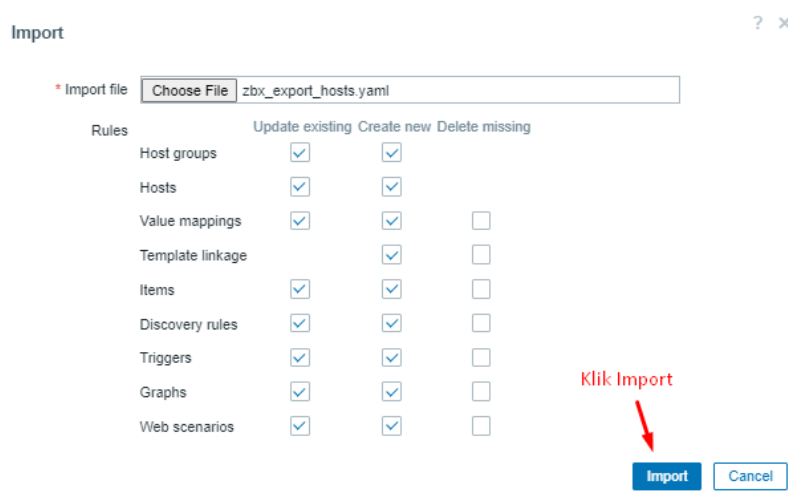 Import
? ×
* Import file Choose File zbx_export_hosts.yaml
Rules Update existing Create new Delete missing
Host groups
Hosts
Value mappings
Template linkage
Items
Discovery rules
Triggers
Graphs
Web scenarios
Klik Import
Import Cancel